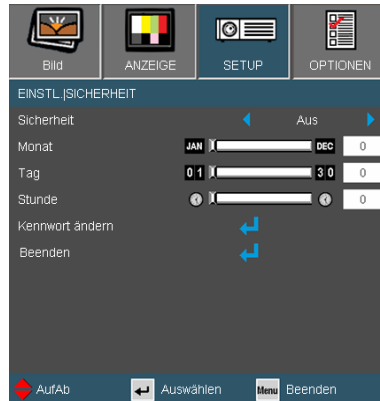 Bild ANZEIGE SETUP OPTIONEN
EINSTL.|SICHERHEIT
Sicherheit Aus
Monat JAN DEC 0
Tag 01 30 0
Stunde 0
Kennwort ändern
Beenden
AufAb Auswählen Menu Beenden